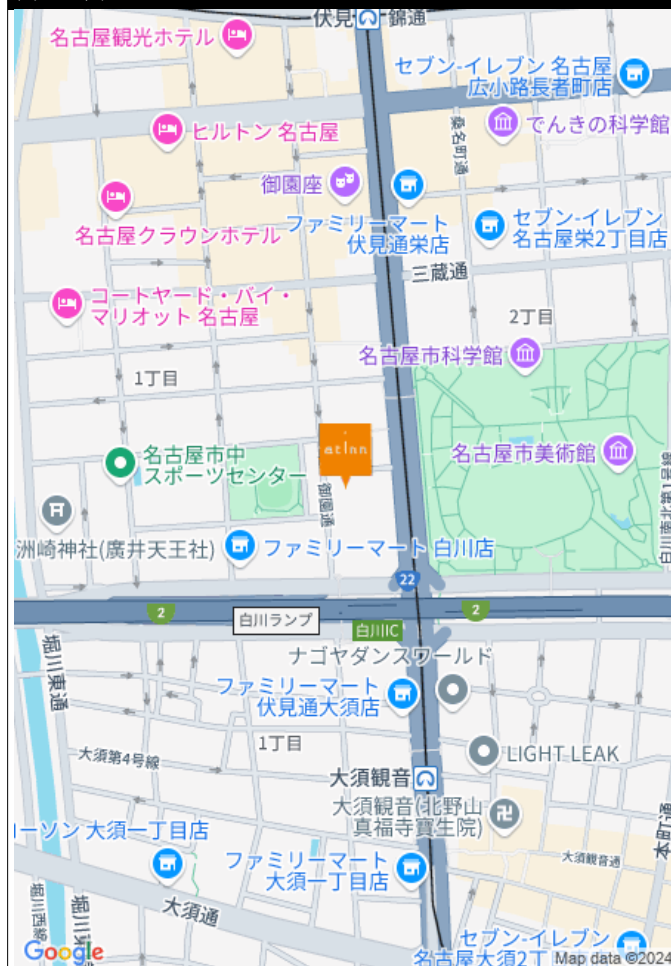 伏見
錦通
名古屋観光ホテル
セブン-イレブン 名古屋
広小路長者町店
ヒルトン 名古屋
桑名町通
でんきの科学館
御園座
名古屋クラウンホテル
ファミリーマート
伏見通栄店
セブン-イレブン
名古屋栄2丁目店
三蔵通
コートヤード・バイ・
マリオット 名古屋
2丁目
名古屋市科学館
1丁目
atinn
名古屋市中
スポーツセンター
名古屋市美術館
御園通
洲崎神社(廣井天王社)
ファミリーマート 白川店
白川南北第1号線
22
2
白川ランプ
白川IC
2
堀川東通
ナゴヤダンスワールド
ファミリーマート
伏見通大須店
1丁目
大須第4号線
LIGHT LEAK
大須観音
大須観音(北野山
真福寺寶生院)
本町通
ローソン 大須一丁目店
ファミリーマート
大須一丁目店
大須観音通
堀川西線
大須通
セブン-イレブン
名古屋大須2丁
Google
Map data ©2024